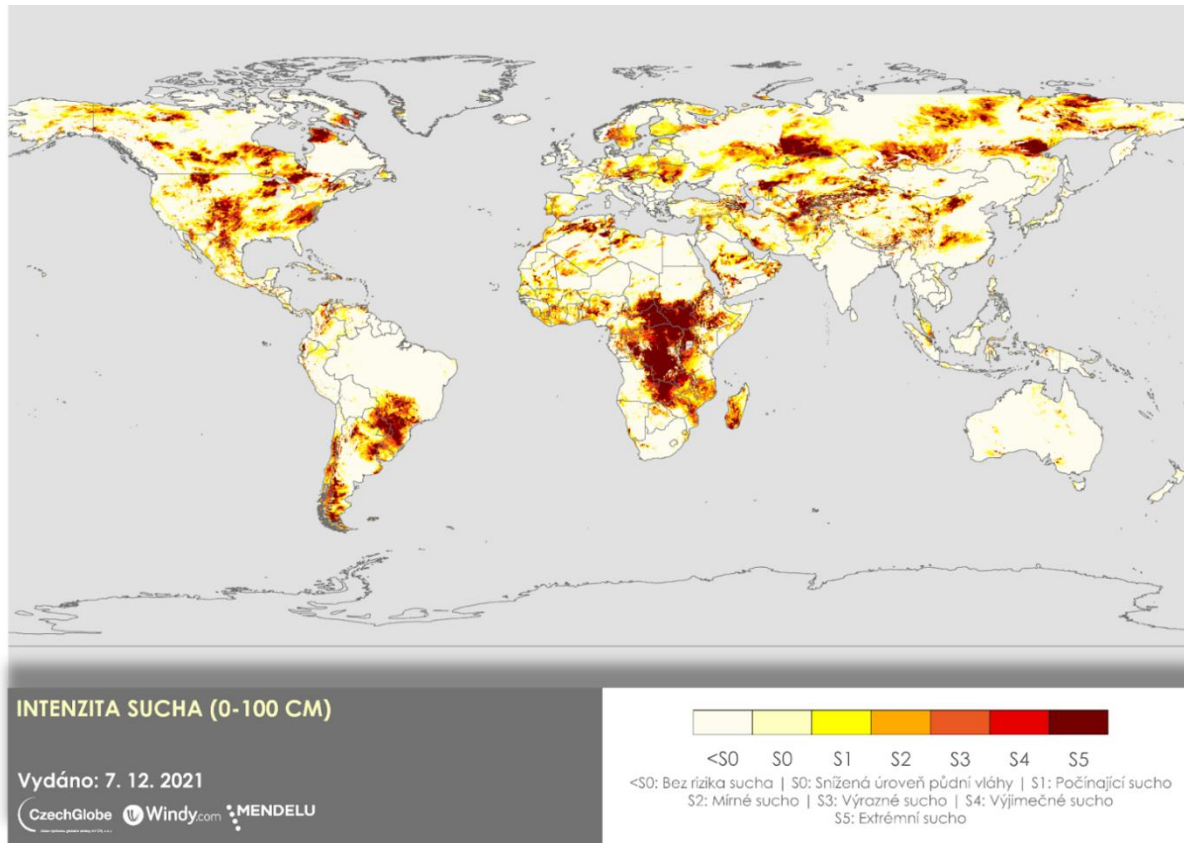 INTENZITA SUCHA (0-100 CM)
Vydáno: 7. 12. 2021
CzechGlobe Windy.com MENDELU
<S0 S0 S1 S2 S3 S4 S5
<S0: Bez rizika sucha | S0: Snížená úroveň půdní vláhy | S1: Počínající sucho
S2: Mírné sucho | S3: Výrazné sucho | S4: Výjimečné sucho
S5: Extrémní sucho